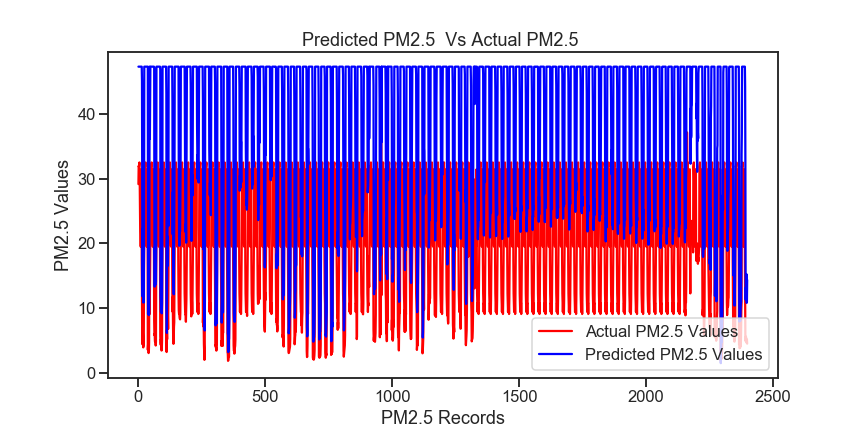 Predicted PM2.5  Vs Actual PM2.5
PM2.5 Values
40
30
20
10
0
Actual PM2.5 Values
Predicted PM2.5 Values
0 500 1000 1500 2000 2500
PM2.5 Records